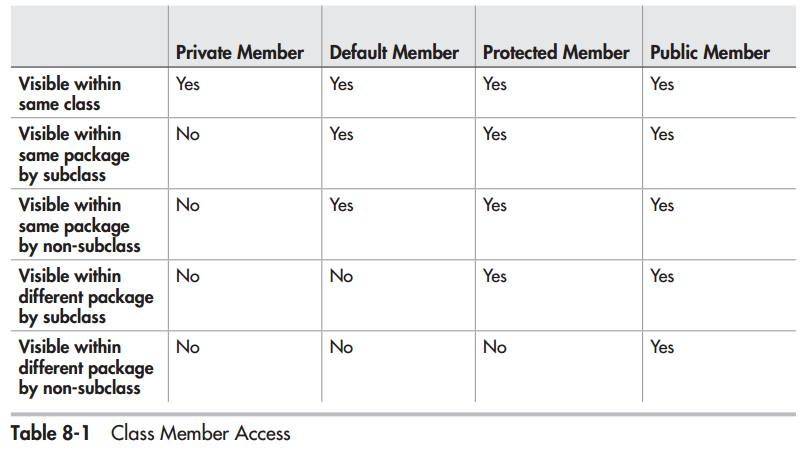 Private Member Default Member Protected Member Public Member
Visible within Yes Yes Yes Yes
same class
Visible within No Yes Yes Yes
same package
by subclass
Visible within No Yes Yes Yes
same package
by non-subclass
Visible within No No Yes Yes
different package
by subclass
Visible within No No No Yes
different package
by non-subclass
Table 8-1 Class Member Access